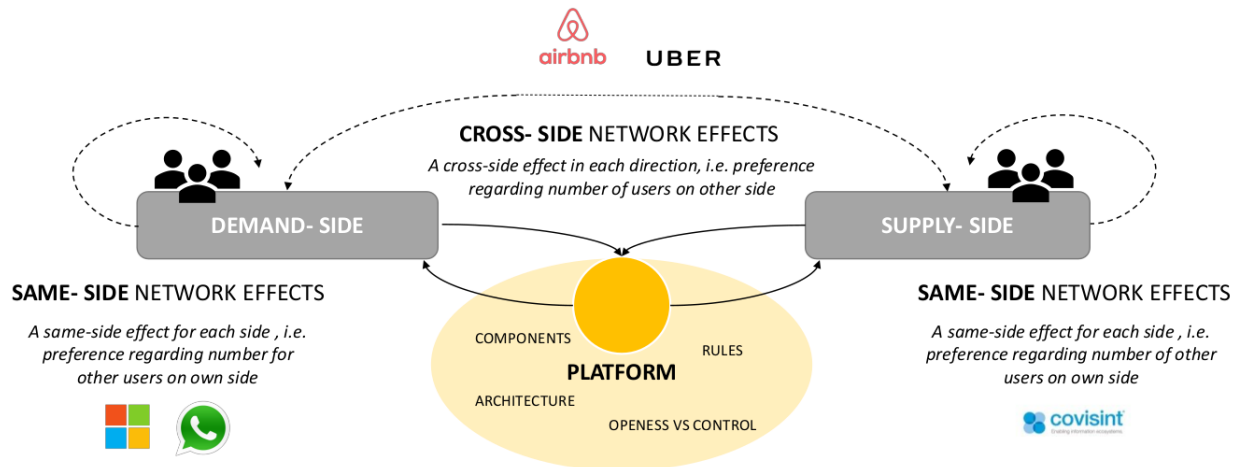 airbnb
UBER
CROSS- SIDE NETWORK EFFECTS
A cross-side effect in each direction, i.e. preference
regarding number of users on other side
DEMAND- SIDE
SUPPLY- SIDE
SAME- SIDE NETWORK EFFECTS
A same-side effect for each side , i.e.
preference regarding number for
other users on own side
COMPONENTS
RULES
PLATFORM
ARCHITECTURE
OPENESS VS CONTROL
SAME- SIDE NETWORK EFFECTS
A same-side effect for each side , i.e.
preference regarding number of other
users on own side
covisint
Enabling information ecosystems.